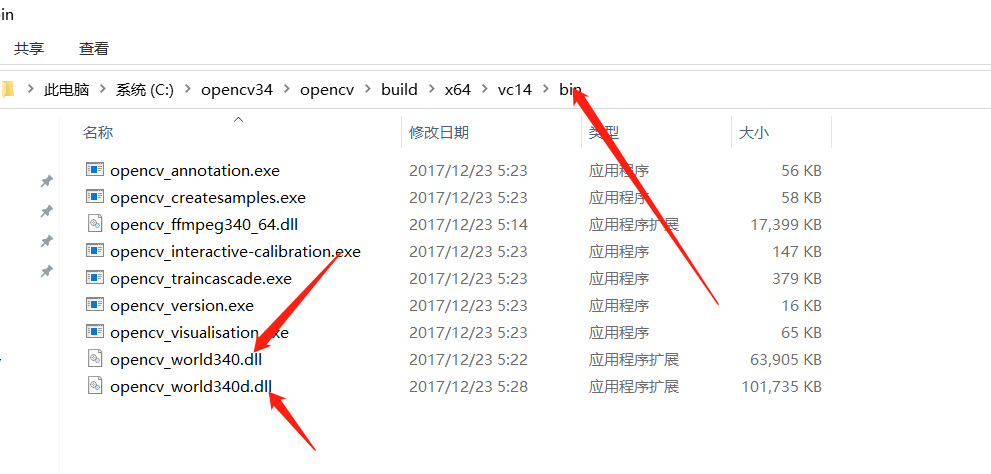 共享 查看
此电脑 > 系统 (C:) > opencv34 > opencv > build > x64 > vc14 > bin
名称 修改日期 类型 大小
opencv_annotation.exe 2017/12/23 5:23 应用程序 56 KB
opencv_createsamples.exe 2017/12/23 5:23 应用程序 58 KB
opencv_ffmpeg340_64.dll 2017/12/23 5:14 应用程序扩展 17,399 KB
opencv_interactive-calibration.exe 2017/12/23 5:23 应用程序 147 KB
opencv_traincascade.exe 2017/12/23 5:23 应用程序 379 KB
opencv_version.exe 2017/12/23 5:23 应用程序 16 KB
opencv_visualisation.exe 2017/12/23 5:23 应用程序 65 KB
opencv_world340.dll 2017/12/23 5:22 应用程序扩展 63,905 KB
opencv_world340d.dll 2017/12/23 5:28 应用程序扩展 101,735 KB